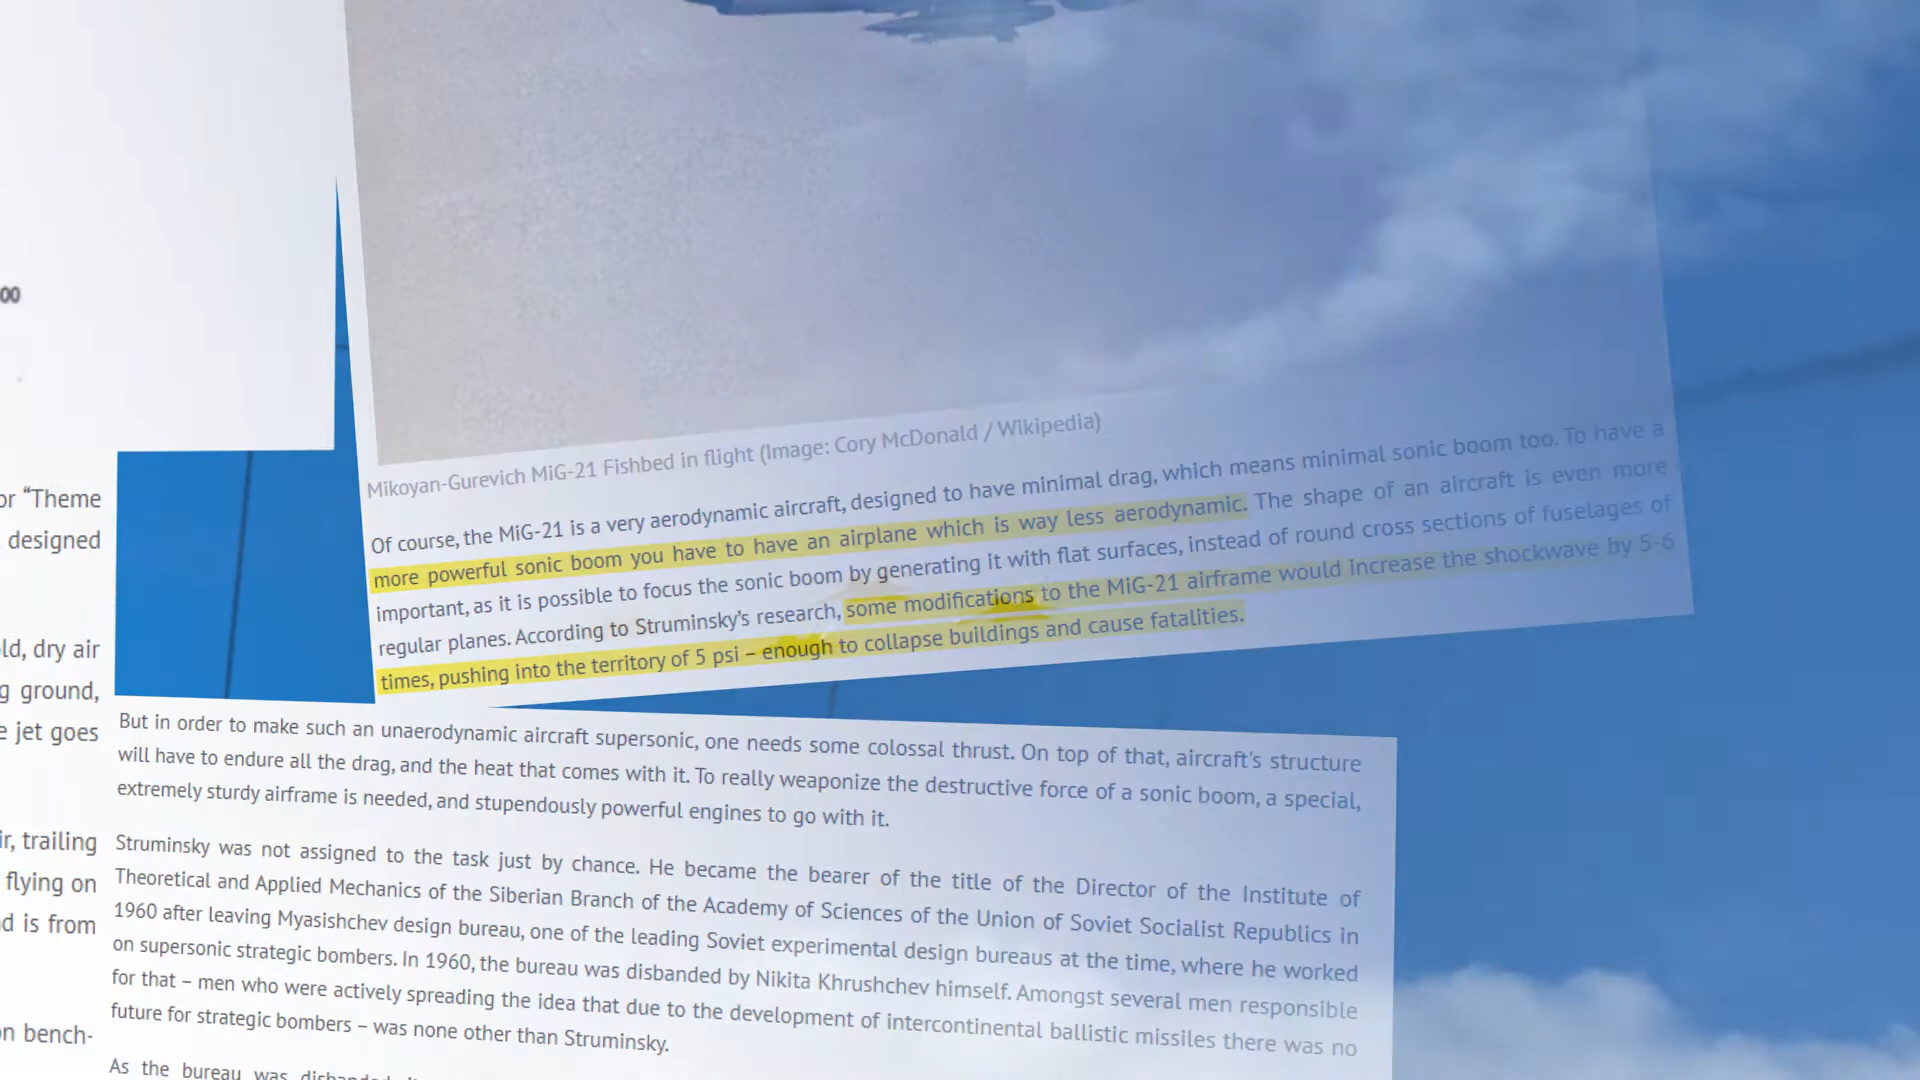 00
or “Theme
designed
ld, dry air
g ground,
e jet goes
ir, trailing
flying on
d is from
on bench-
Mikoyan-Gurevich MiG-21 Fishbed in flight (Image: Cory McDonald / Wikipedia)
Of course, the MiG-21 is a very aerodynamic aircraft, designed to have minimal drag, which means minimal sonic boom too. To have a
more powerful sonic boom you have to have an airplane which is way less aerodynamic. The shape of an aircraft is even more
important, as it is possible to focus the sonic boom by generating it with flat surfaces, instead of round cross sections of fuselages of
regular planes. According to Struminsky’s research, some modifications to the MiG-21 airframe would increase the shockwave by 5-6
times, pushing into the territory of 5 psi – enough to collapse buildings and cause fatalities.
But in order to make such an unaerodynamic aircraft supersonic, one needs some colossal thrust. On top of that, aircraft’s structure
will have to endure all the drag, and the heat that comes with it. To really weaponize the destructive force of a sonic boom, a special,
extremely sturdy airframe is needed, and stupendously powerful engines to go with it.
Struminsky was not assigned to the task just by chance. He became the bearer of the title of the Director of the Institute of
Theoretical and Applied Mechanics of the Siberian Branch of the Academy of Sciences of the Union of Soviet Socialist Republics in
1960 after leaving Myasishchev design bureau, one of the leading Soviet experimental design bureaus at the time, where he worked
on supersonic strategic bombers. In 1960, the bureau was disbanded by Nikita Khrushchev himself. Amongst several men responsible
for that – men who were actively spreading the idea that due to the development of intercontinental ballistic missiles there was no
future for strategic bombers – was none other than Struminsky.
As the bureau was disbanded